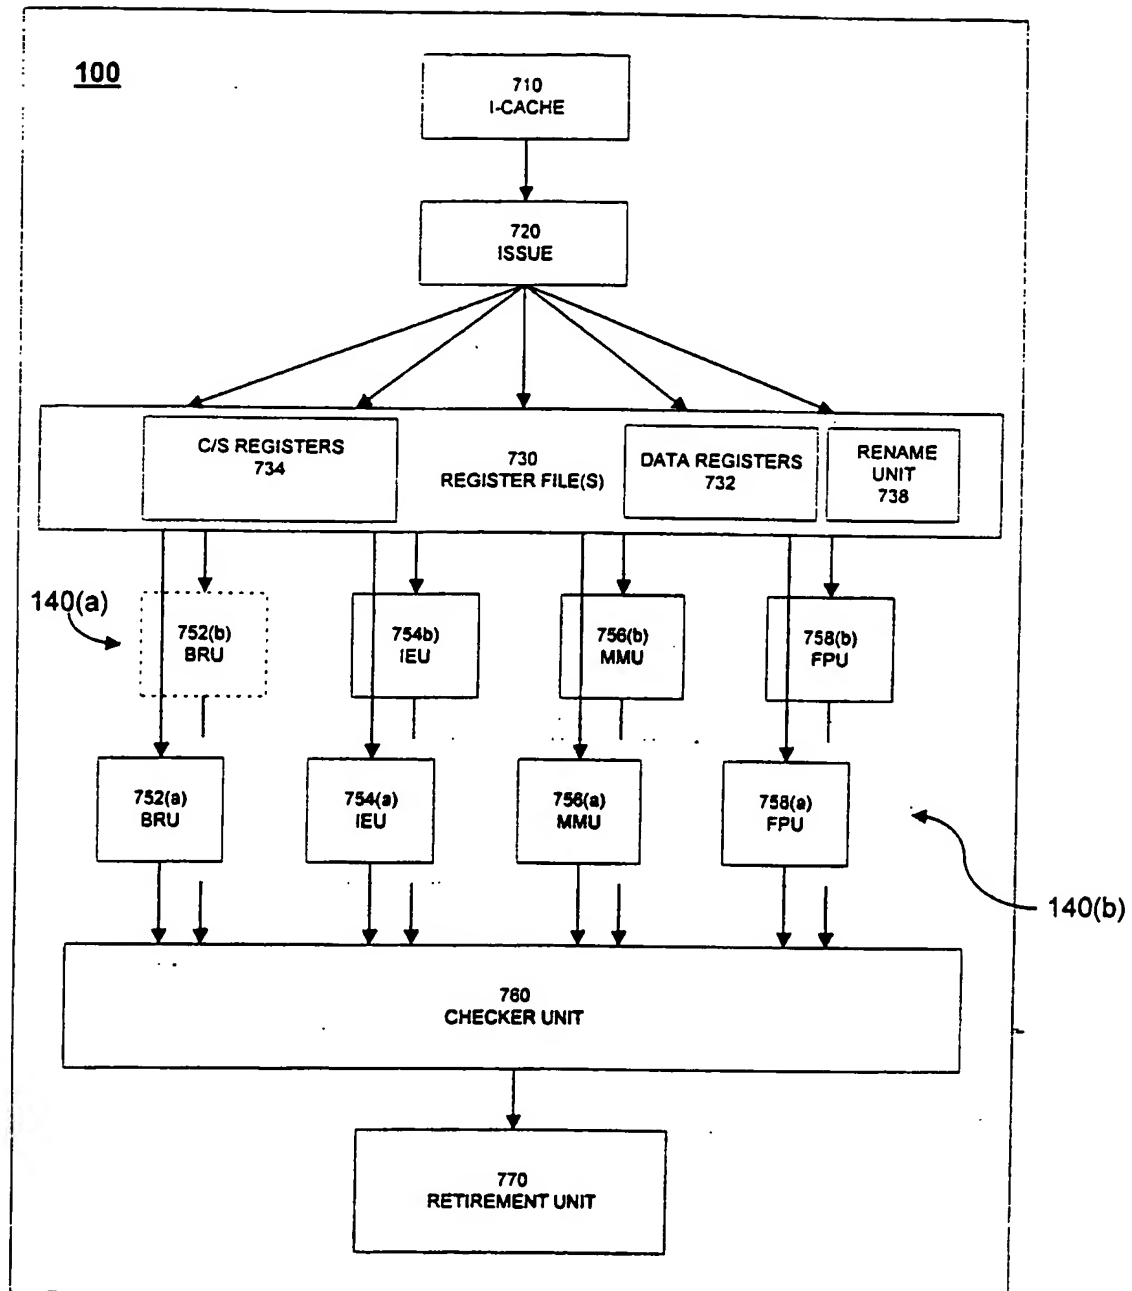 100
710
I-CACHE
720
ISSUE
C/S REGISTERS
734
730
REGISTER FILE(S)
DATA REGISTERS
732
RENAME
UNIT
738
140(a)
752(b)
BRU
754b)
IEU
756(b)
MMU
758(b)
FPU
752(a)
BRU
754(a)
IEU
756(a)
MMU
758(a)
FPU
140(b)
760
CHECKER UNIT
770
RETIREMENT UNIT